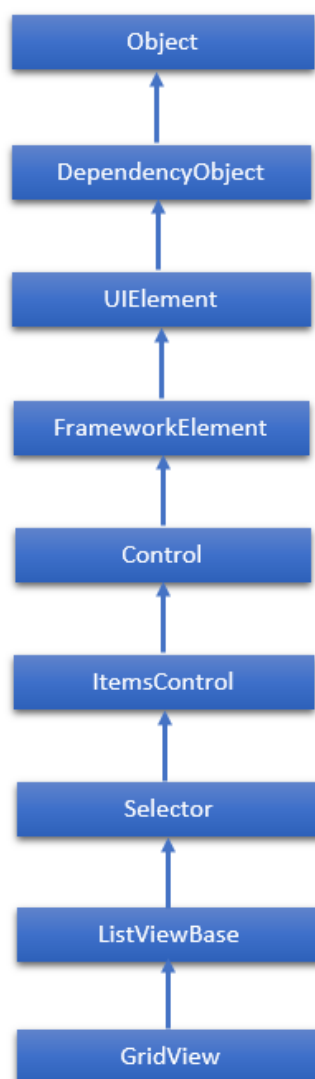 Object
DependencyObject
UIElement
FrameworkElement
Control
ItemsControl
Selector
ListViewBase
GridView